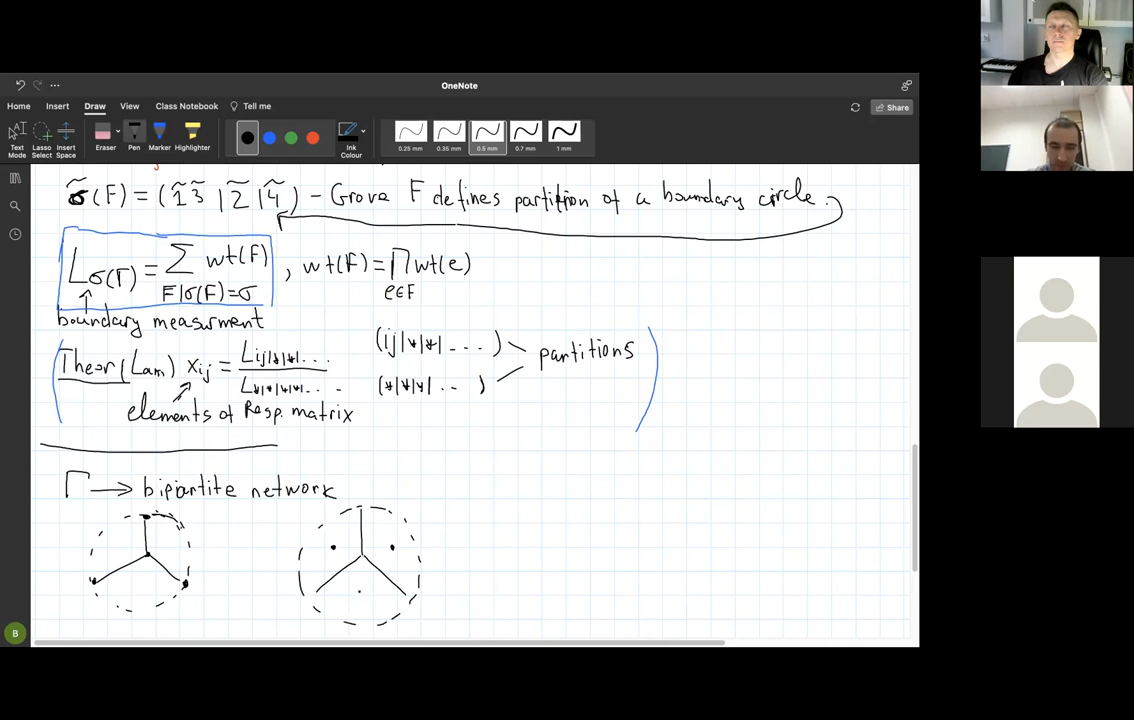 OneNote
Home Insert Draw View Class Notebook Tell me
Share
Text Mode
Lasso Select
Insert Space
Eraser
Pen
Marker
Highlighter
Ink Colour
0.25 mm 0.35 mm 0.5 mm 0.7 mm 1 mm
σ̃(F) = (1̃ 3̃ | 2̃ | 4̃) - Grove F defines partition of a boundary circle.
L_σ(Γ) = Σ_{F|σ(F)=σ} wt(F), wt(F) = ∏_{e∈F} wt(e)
boundary measurment
Theor (Lam) x_ij = L_{ij|*|*|...} / L_{*|*|*|*|...}
(ij|*|*|...)
(*|*|*|...)
partitions
elements of Resp. matrix
Γ → bipartite network
B